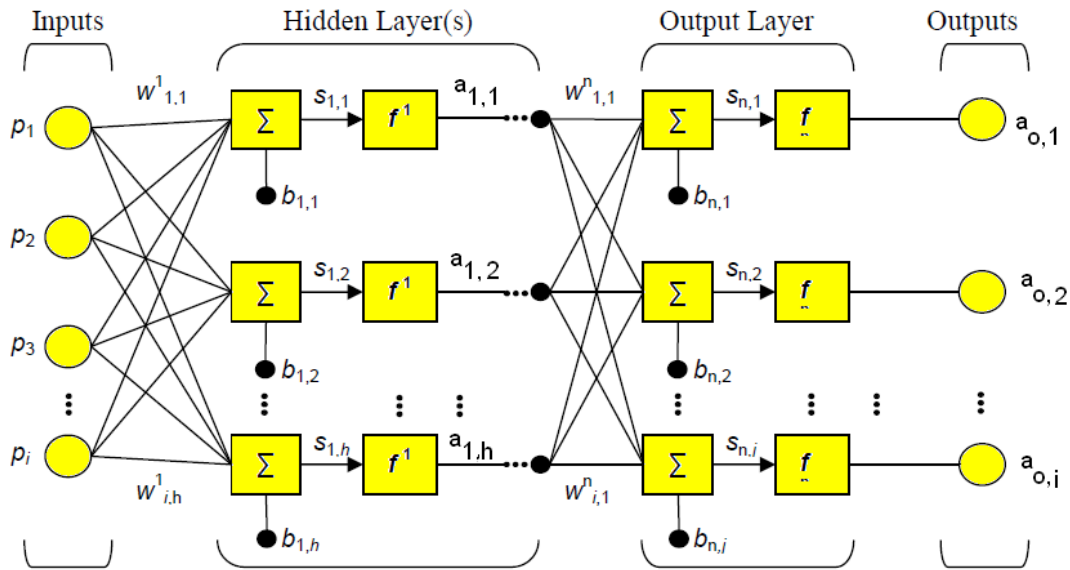 Inputs Hidden Layer(s) Output Layer Outputs
w¹1,1 a1,1 wⁿ1,1
p1 Σ s1,1 f¹ Σ sn,1 f n ao,1
b1,1 bn,1
p2
s1,2 a1,2 sn,2
Σ f¹ Σ f n ao,2
p3
b1,2 bn,2
s1,h a1,h sn,i
pi Σ f¹ Σ f n ao,i
w¹i,h wⁿi,1
b1,h bn,i